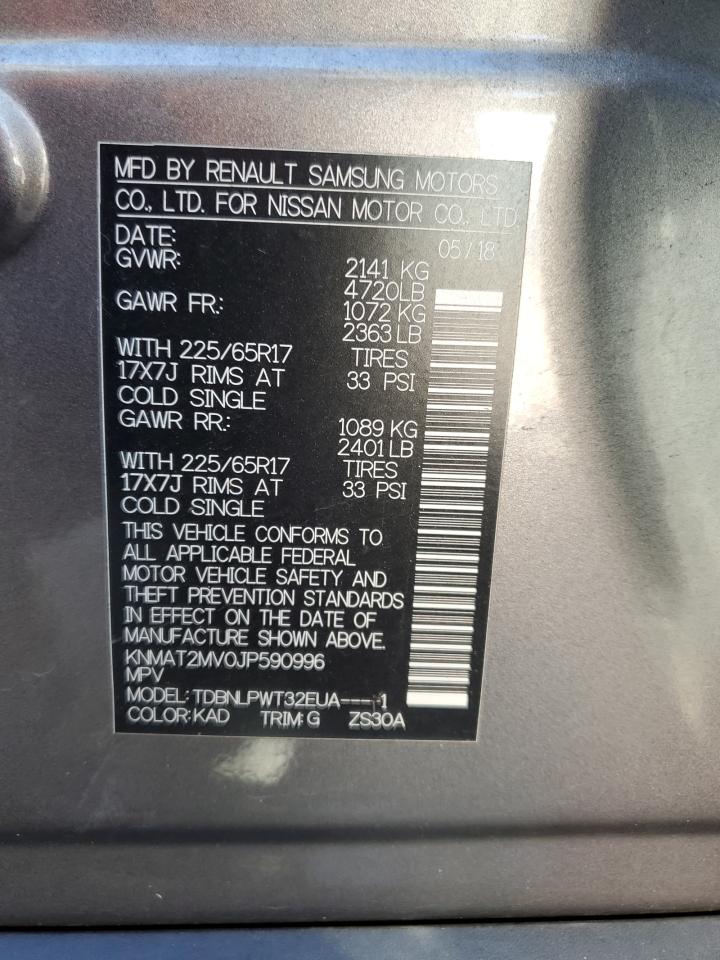 MFD BY RENAULT SAMSUNG MOTORS
CO., LTD. FOR NISSAN MOTOR CO., LTD
DATE: 05/18
GVWR: 2141 KG
4720LB
GAWR FR.: 1072 KG
2363 LB
WITH 225/65R17 TIRES
17X7J RIMS AT 33 PSI
COLD SINGLE
GAWR RR.: 1089 KG
2401 LB
WITH 225/65R17 TIRES
17X7J RIMS AT 33 PSI
COLD SINGLE
THIS VEHICLE CONFORMS TO
ALL APPLICABLE FEDERAL
MOTOR VEHICLE SAFETY AND
THEFT PREVENTION STANDARDS
IN EFFECT ON THE DATE OF
MANUFACTURE SHOWN ABOVE.
KNMAT2MV0JP590996
MPV
MODEL: TDBNLPWT32EUA----1
COLOR: KAD TRIM: G ZS30A